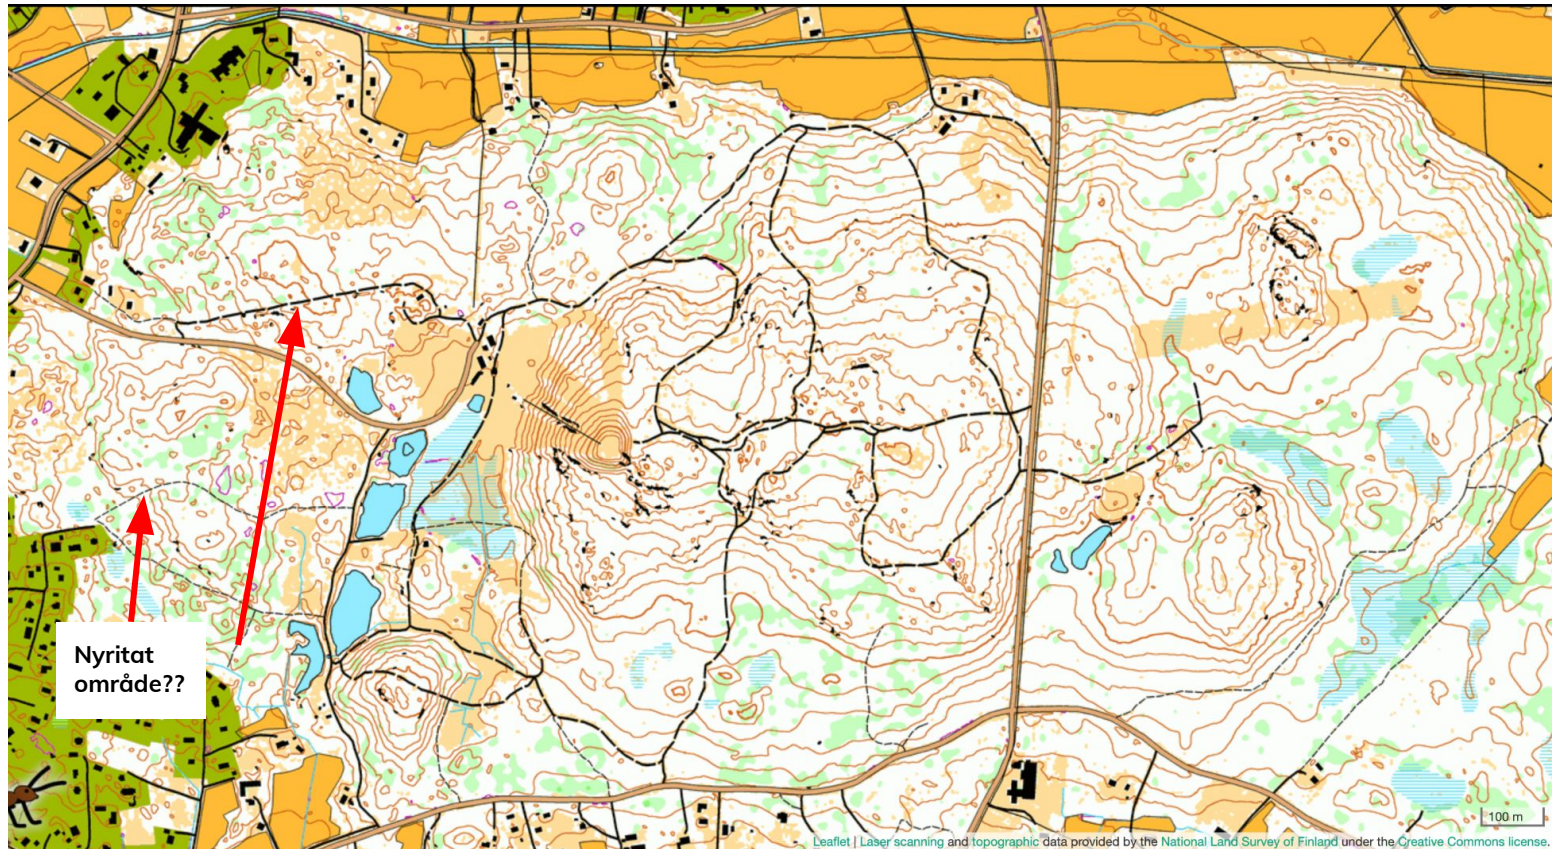 Nyritat
område??
100 m
Leaflet | Laser scanning and topographic data provided by the National Land Survey of Finland under the Creative Commons license.